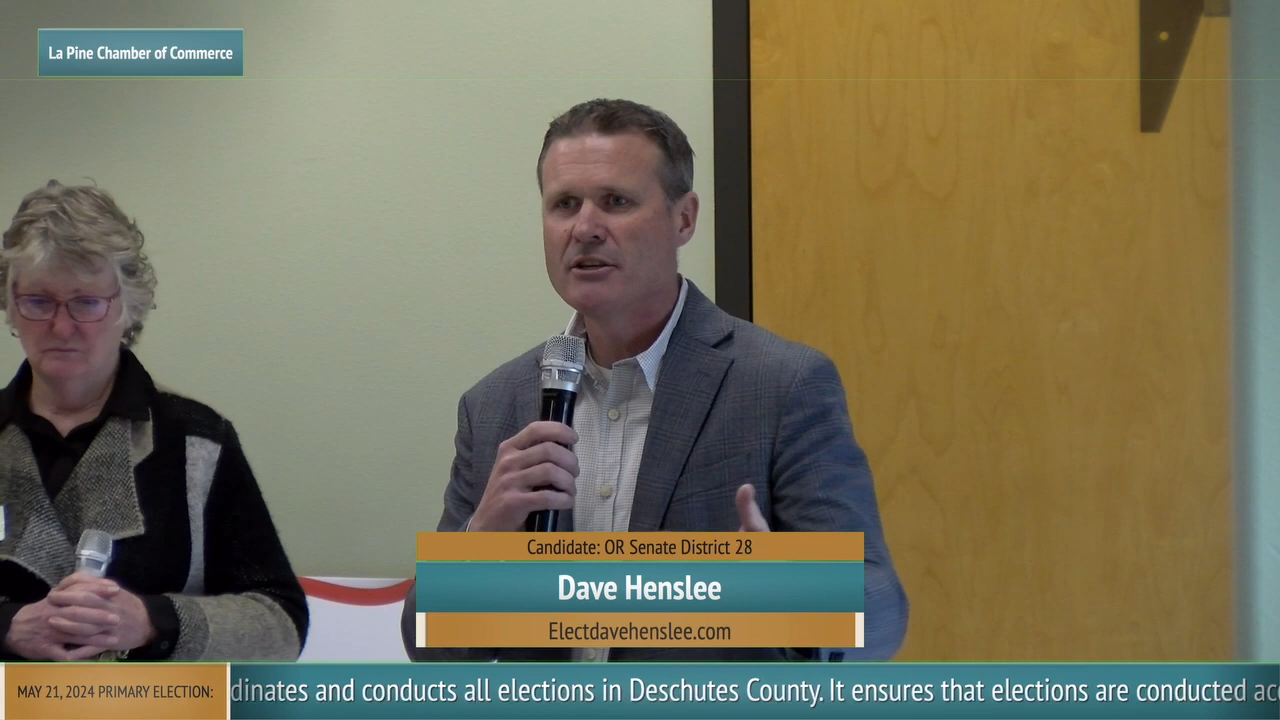 La Pine Chamber of Commerce
Candidate: OR Senate District 28
Dave Henslee
Electdavehenslee.com
MAY 21, 2024 PRIMARY ELECTION:
dinates and conducts all elections in Deschutes County. It ensures that elections are conducted acc